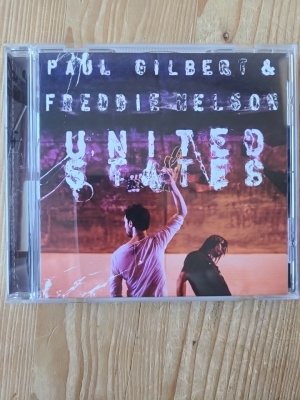 PAUL GILBERT &
FREDDIE NELSON
UNITED
STATES